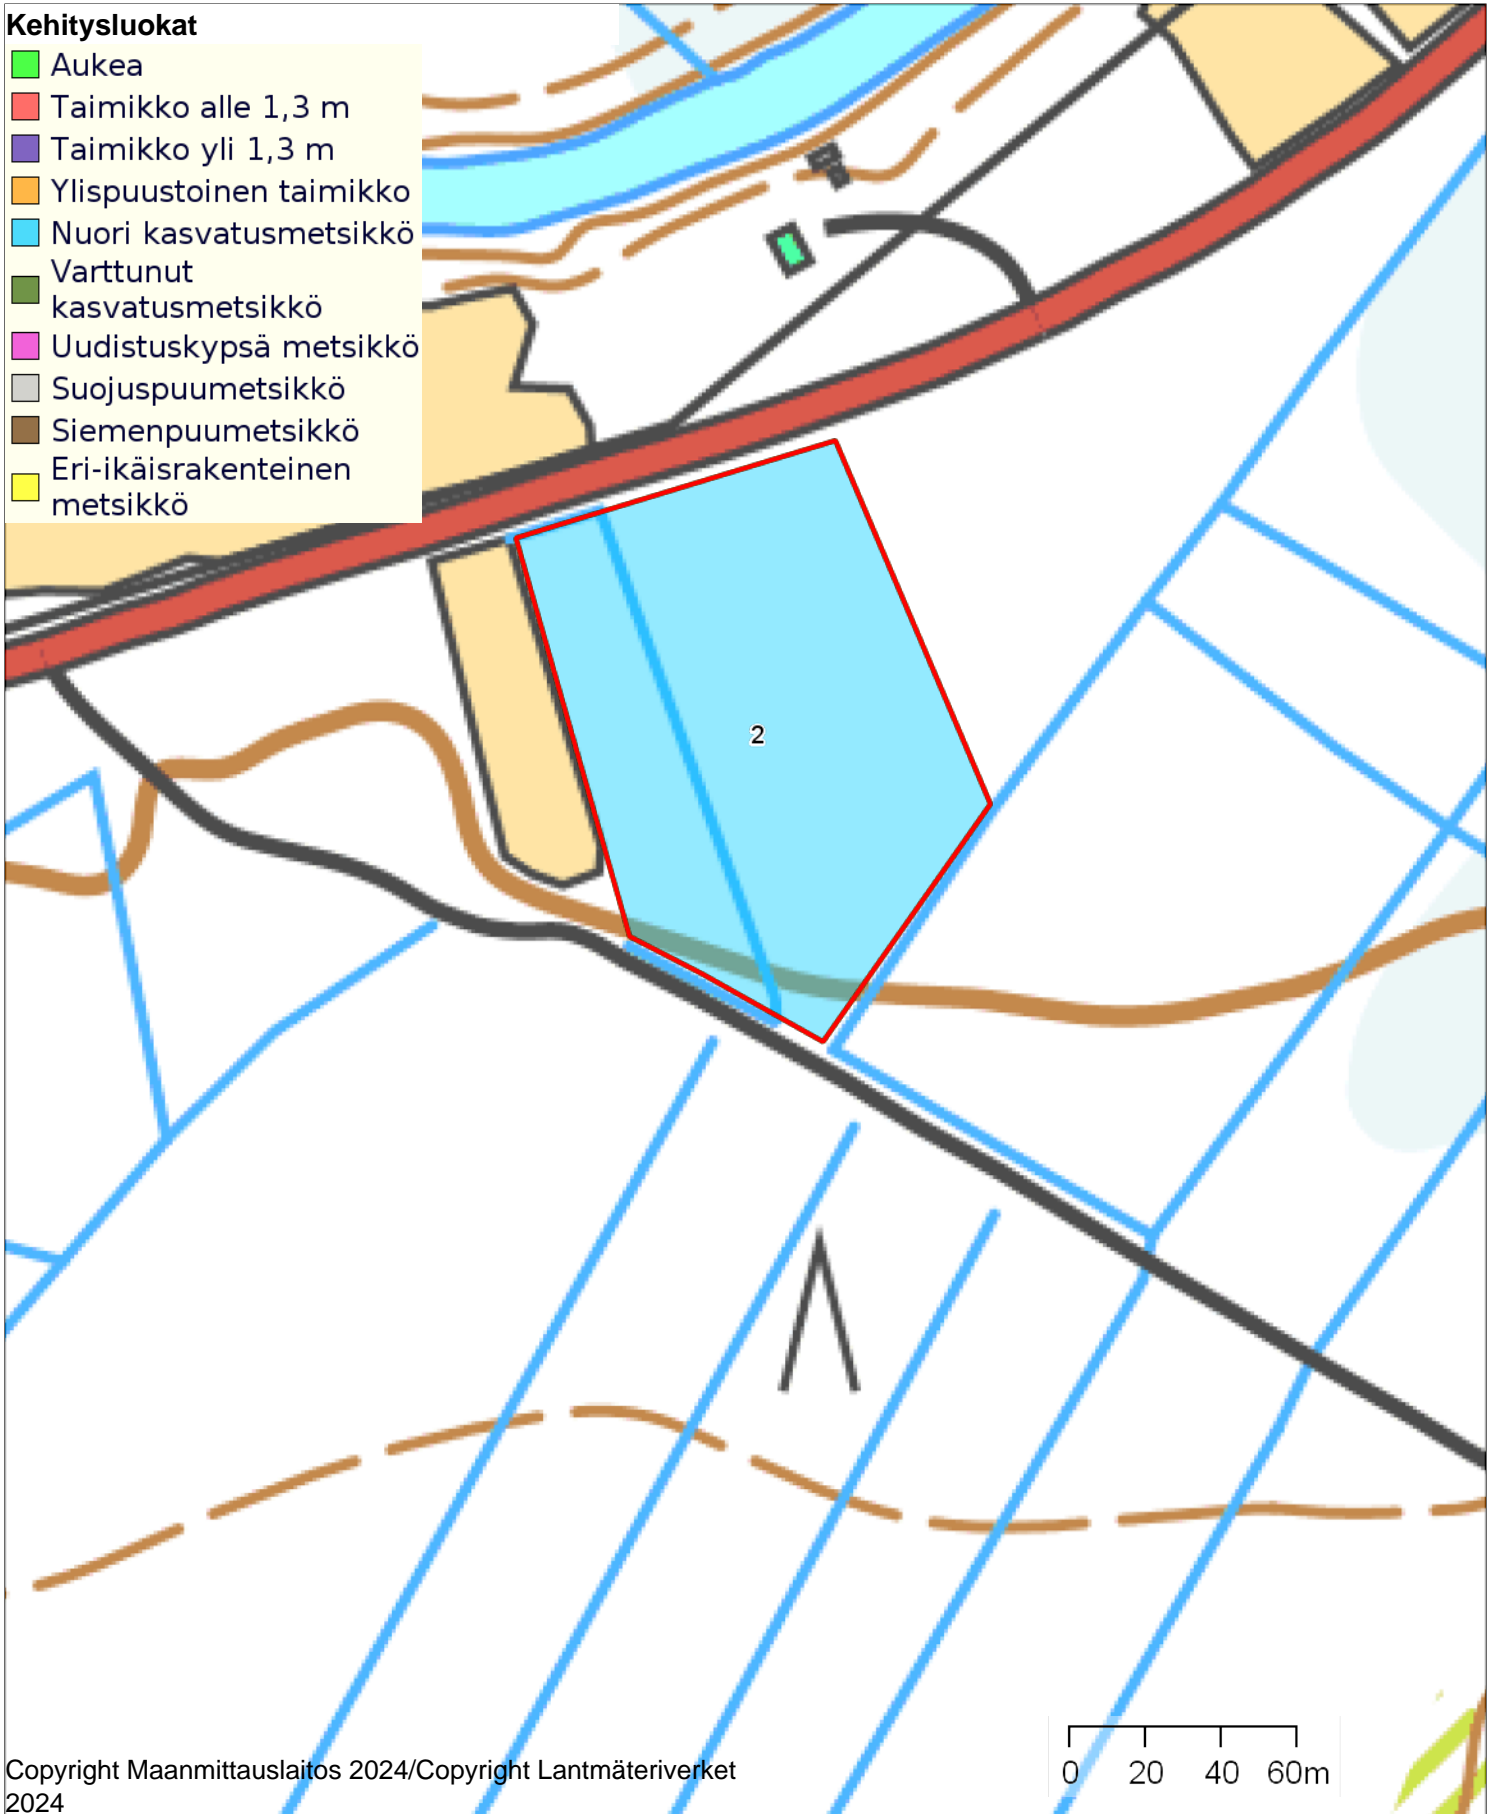 Kehitysluokat
Aukea
Taimikko alle 1,3 m
Taimikko yli 1,3 m
Ylispuustoinen taimikko
Nuori kasvatusmetsikkö
Varttunut
kasvatusmetsikkö
Uudistuskypsä metsikkö
Suojuspuumetsikkö
Siemenpuumetsikkö
Eri-ikäisrakenteinen
metsikkö
2
0 20 40 60m
Copyright Maanmittauslaitos 2024/Copyright Lantmäteriverket
2024